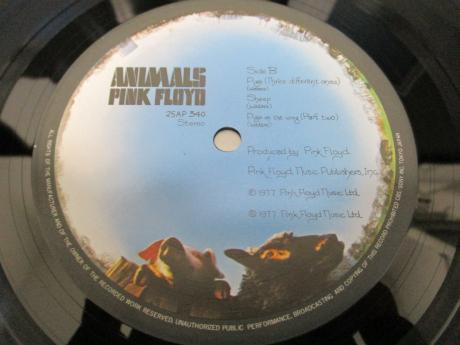 ANIMALS
PINK FLOYD
25AP 340
Stereo
Side B
Pigs (Three different ones)
(Waters)
Sheep
(Waters)
Pigs on the wing (Part two)
(Waters)
Produced by Pink Floyd
Pink Floyd Music Publishers, Inc.
© 1977 Pink Floyd Music Ltd.
℗ 1977 Pink Floyd Music Ltd.
ALL RIGHTS OF THE MANUFACTURER AND OF THE OWNER OF THE RECORDED WORK RESERVED, UNAUTHORIZED PUBLIC PERFORMANCE, BROADCASTING AND COPYING OF THIS RECORD PROHIBITED
TOKYO, JAPAN